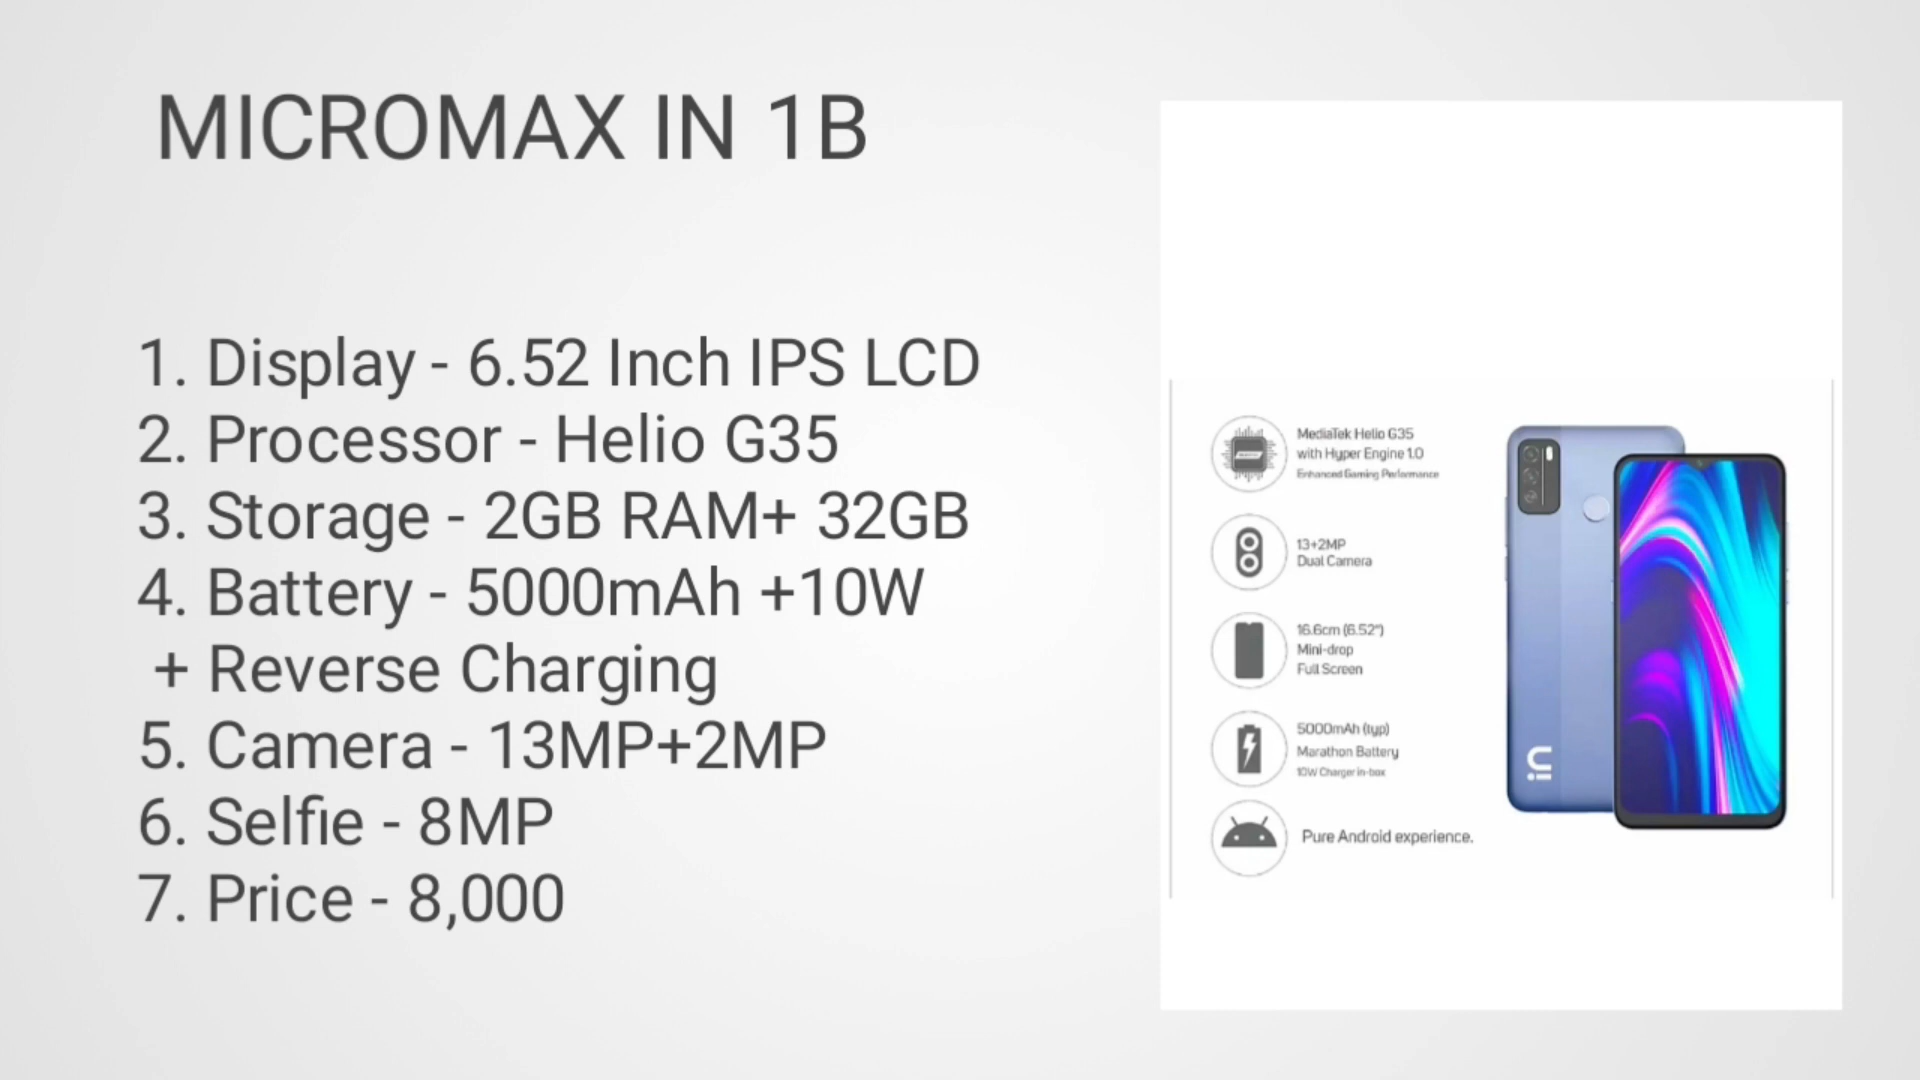 MICROMAX IN 1B
1. Display - 6.52 Inch IPS LCD
2. Processor - Helio G35
3. Storage - 2GB RAM+ 32GB
4. Battery - 5000mAh +10W
+ Reverse Charging
5. Camera - 13MP+2MP
6. Selfie - 8MP
7. Price - 8,000
MediaTek Helio G35
with Hyper Engine 1.0
Enhanced Gaming Performance
13+2MP
Dual Camera
16.6cm (6.52")
Mini-drop
Full Screen
5000mAh (typ)
Marathon Battery
10W Charger in-box
Pure Android experience.
in